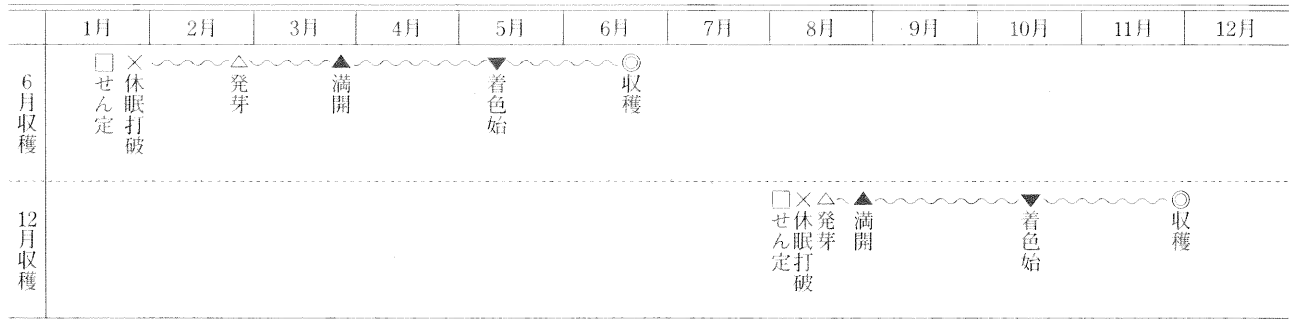 1月 2月 3月 4月 5月 6月 7月 8月 9月 10月 11月 12月
6月収穫
□ × △ ▲ ▼ ◎
せん定 休眠打破 発芽 満開 着色始 収穫
12月収穫
□ × △ ▲ ▼ ◎
せん定 休眠打破 発芽 満開 着色始 収穫